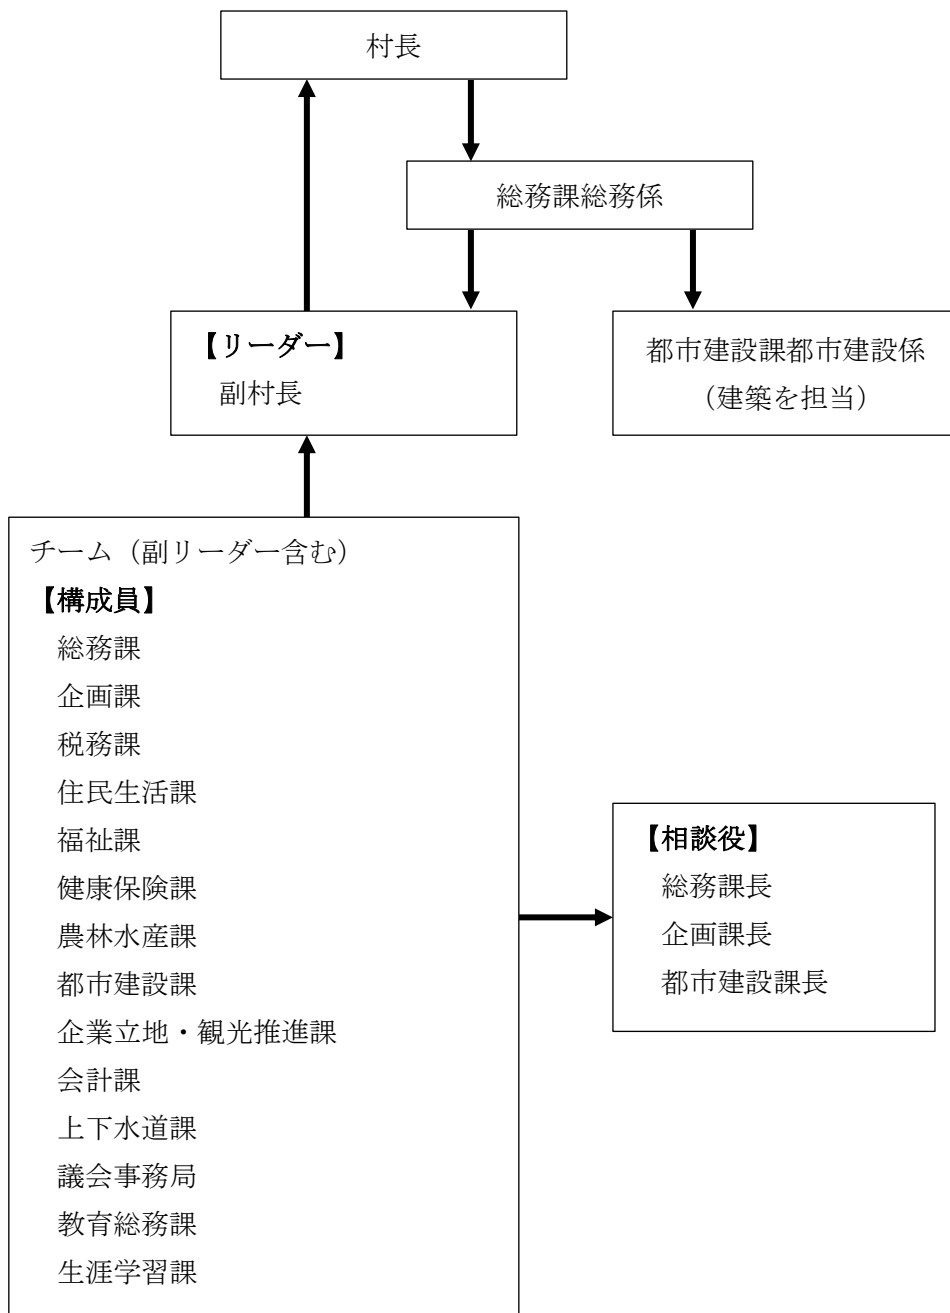 村長
総務課総務係
【リーダー】
副村長
都市建設課都市建設係
（建築を担当）
チーム（副リーダー含む）
【構成員】
総務課
企画課
税務課
住民生活課
福祉課
健康保険課
農林水産課
都市建設課
企業立地・観光推進課
会計課
上下水道課
議会事務局
教育総務課
生涯学習課
【相談役】
総務課長
企画課長
都市建設課長